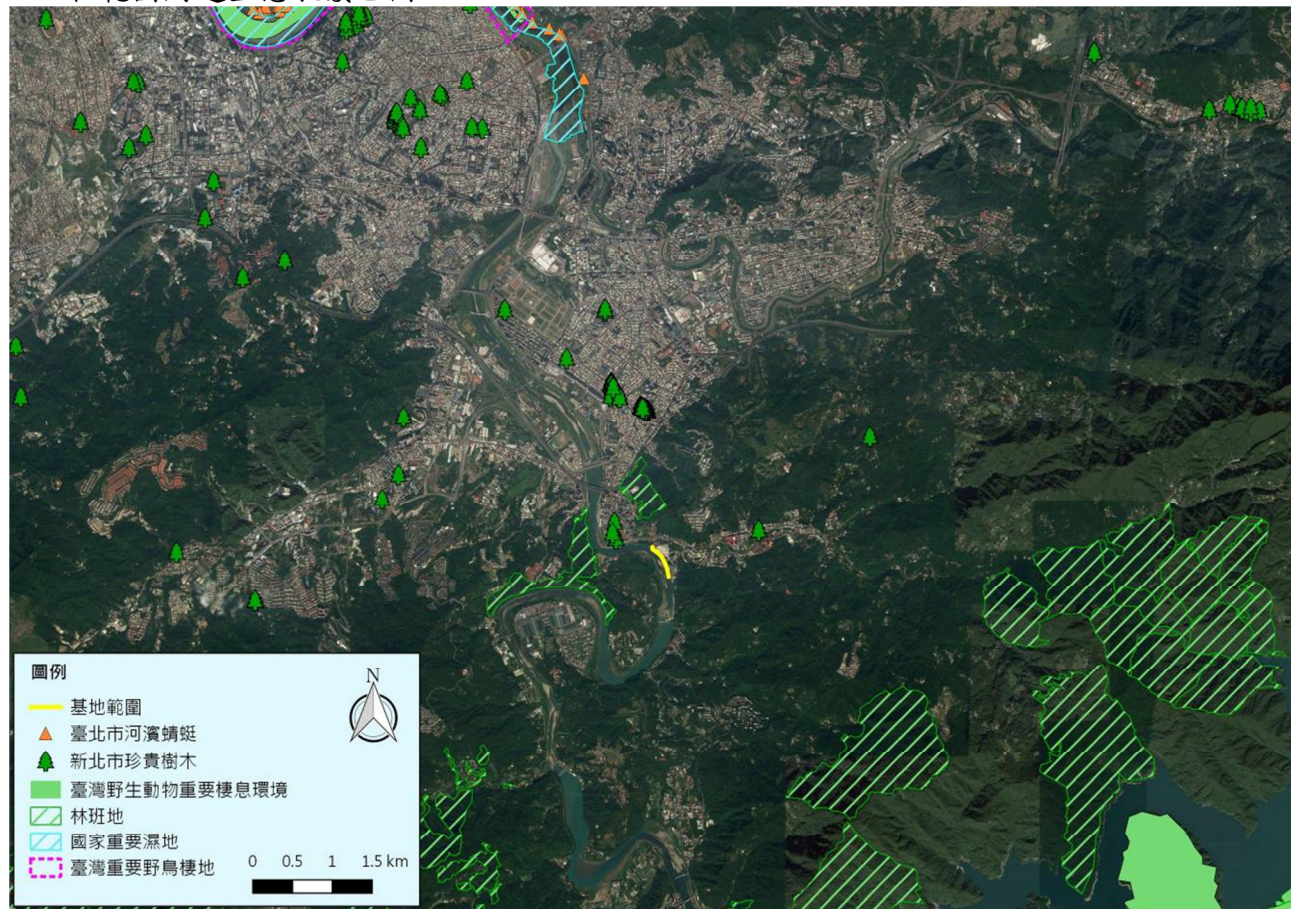 圖例
N
基地範圍
臺北市河濱蜻蜓
新北市珍貴樹木
臺灣野生動物重要棲息環境
林班地
國家重要濕地
臺灣重要野鳥棲地
0 0.5 1 1.5 km